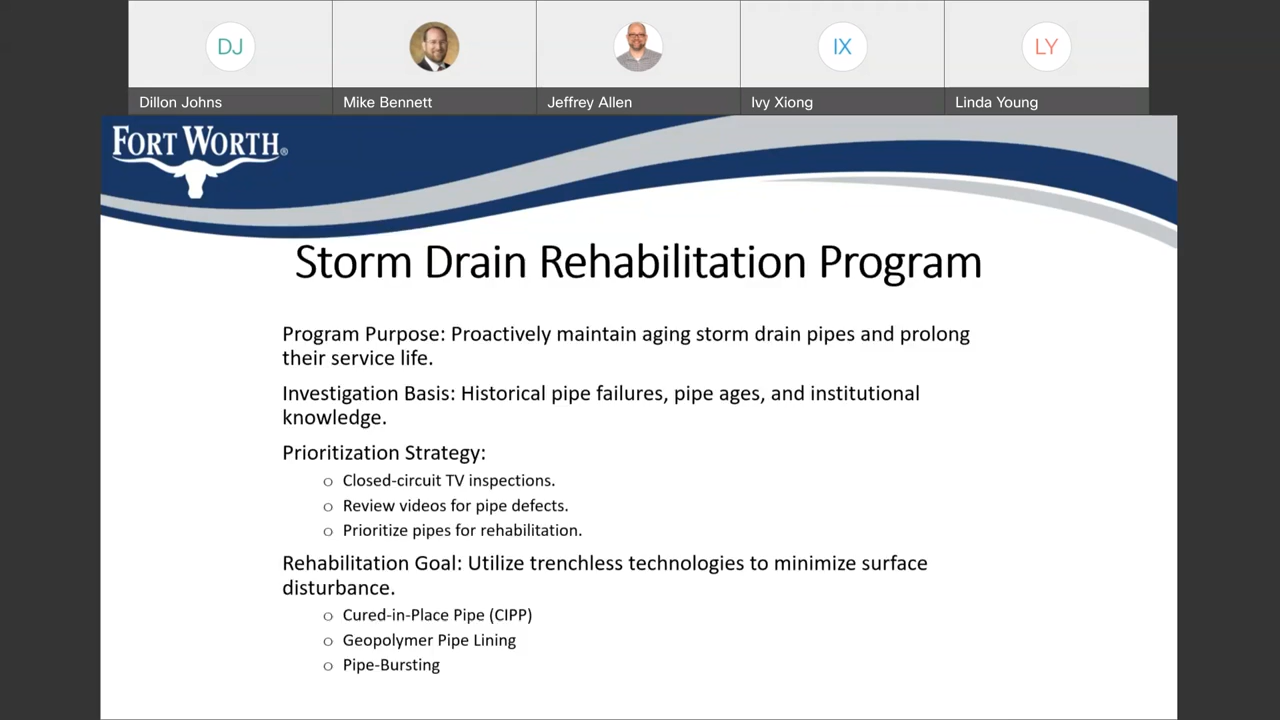 DJ
IX
LY
Dillon Johns
Mike Bennett
Jeffrey Allen
Ivy Xiong
Linda Young
FORT WORTH®
Storm Drain Rehabilitation Program
Program Purpose: Proactively maintain aging storm drain pipes and prolong
their service life.
Investigation Basis: Historical pipe failures, pipe ages, and institutional
knowledge.
Prioritization Strategy:
o Closed-circuit TV inspections.
o Review videos for pipe defects.
o Prioritize pipes for rehabilitation.
Rehabilitation Goal: Utilize trenchless technologies to minimize surface
disturbance.
o Cured-in-Place Pipe (CIPP)
o Geopolymer Pipe Lining
o Pipe-Bursting